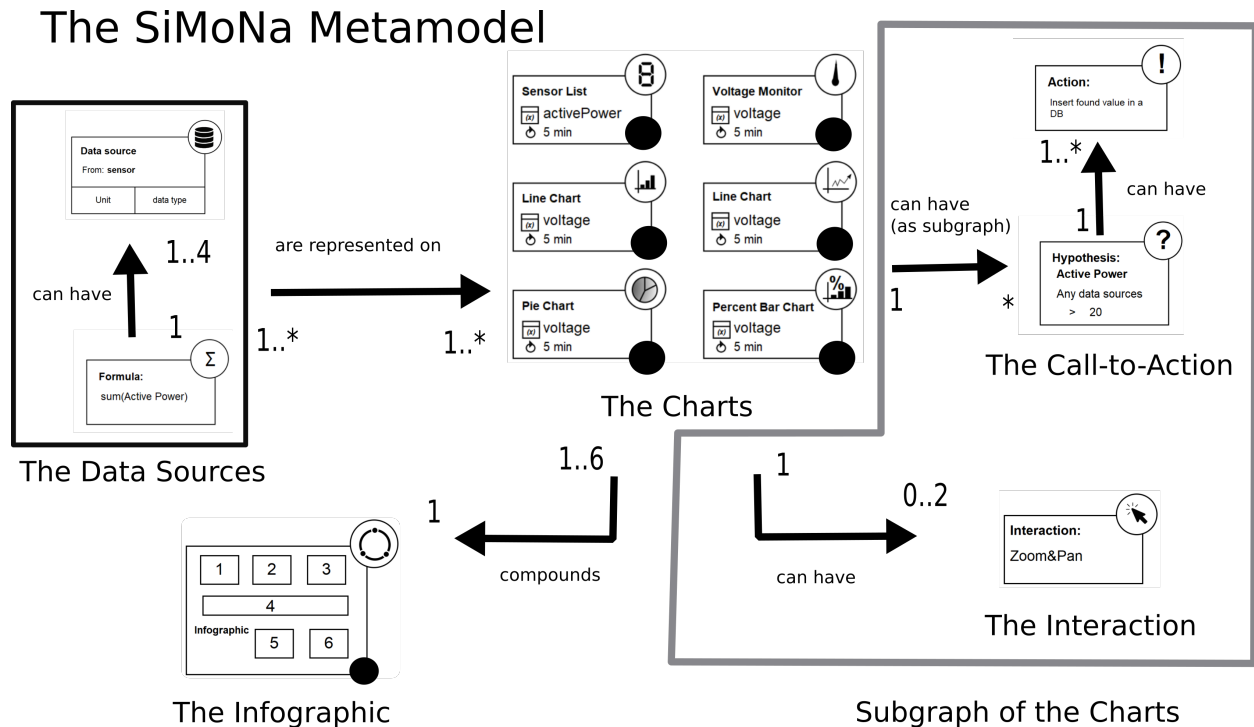 The SiMoNa Metamodel
Data source
From: sensor
Unit
data type
1..4
can have
1
Σ
Formula:
sum(Active Power)
The Data Sources
are represented on
1..*
1..*
8
Sensor List
(x) activePower
5 min
Voltage Monitor
(x) voltage
5 min
Line Chart
(x) voltage
5 min
Line Chart
(x) voltage
5 min
Pie Chart
(x) voltage
5 min
%
Percent Bar Chart
(x) voltage
5 min
The Charts
can have
(as subgraph)
1
*
!
Action:
Insert found value in a
DB
1..*
can have
1
?
Hypothesis:
Active Power
Any data sources
> 20
The Call-to-Action
1..6
1
compounds
1
2
3
4
Infographic
5
6
The Infographic
1
0..2
can have
Interaction:
Zoom&Pan
The Interaction
Subgraph of the Charts